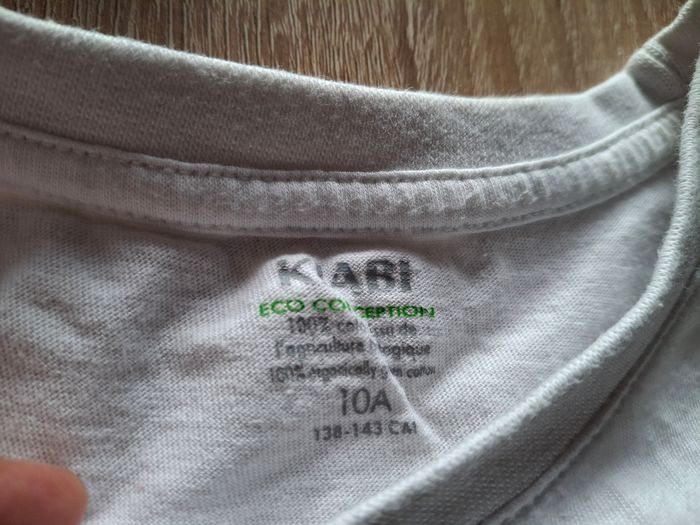 KIABI
ECO CONCEPTION
100% coton issu de
l'agriculture biologique
100% organically grown cotton
10A
138-143 CM